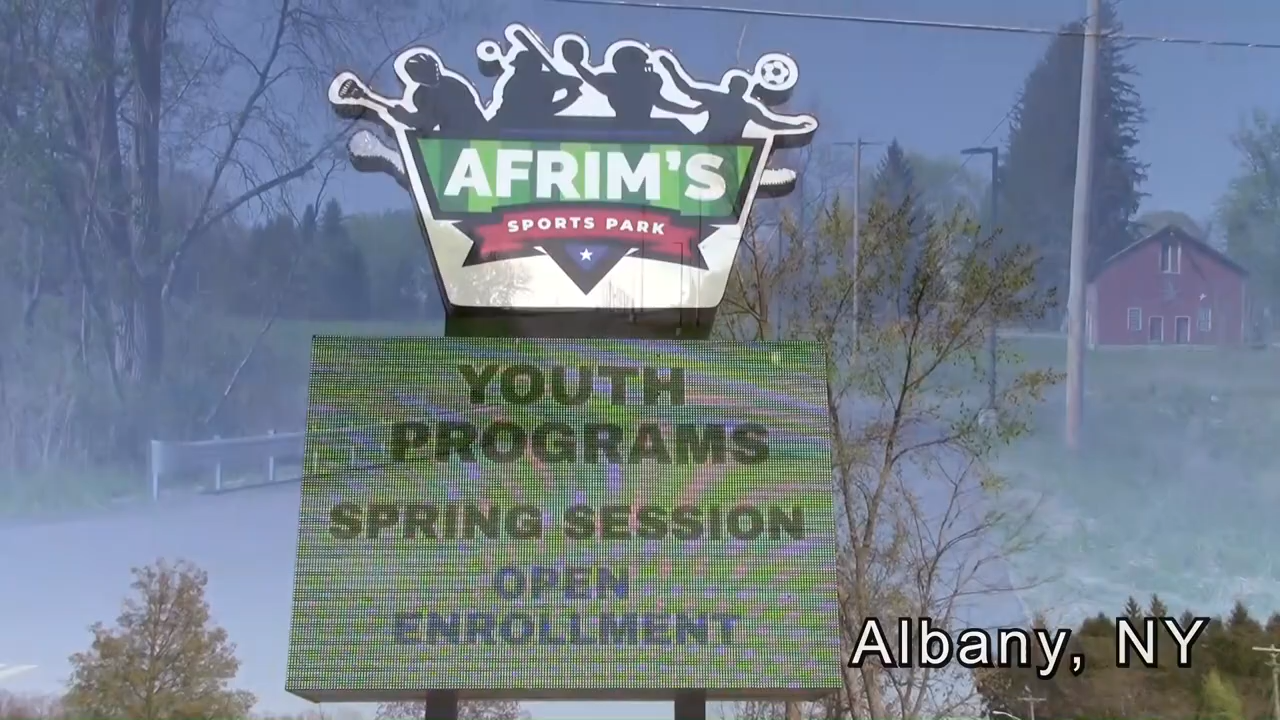 AFRIM'S
SPORTS PARK
YOUTH
PROGRAMS
SPRING SESSION
OPEN
ENROLLMENT
Albany, NY